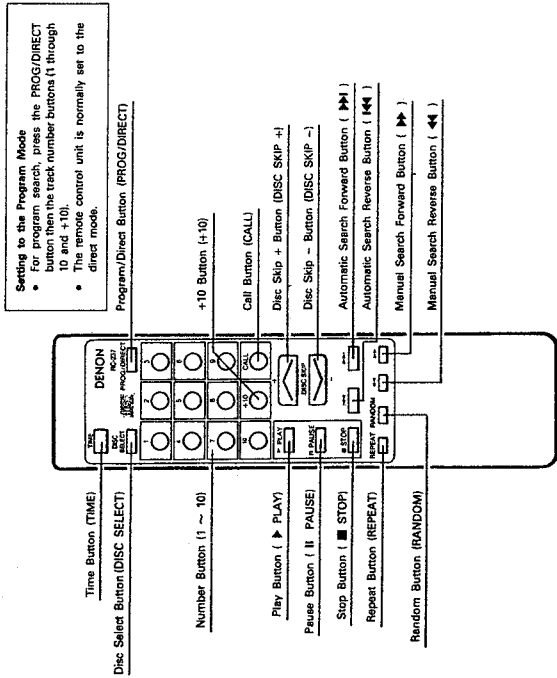 Setting to the Program Mode
• For program search, press the PROG/DIRECT
button then the track number buttons (1 through
10 and +10).
• The remote control unit is normally set to the
direct mode.
Program/Direct Button (PROG/DIRECT)
+10 Button (+10)
Call Button (CALL)
Disc Skip + Button (DISC SKIP +)
Disc Skip − Button (DISC SKIP −)
Automatic Search Forward Button ( ▶▶I )
Automatic Search Reverse Button ( I◀◀ )
Manual Search Forward Button ( ▶▶ )
Manual Search Reverse Button ( ◀◀ )
Time Button (TIME)
Disc Select Button (DISC SELECT)
Number Button (1 ~ 10)
Play Button ( ▶ PLAY)
Pause Button ( II PAUSE)
Stop Button ( ■ STOP)
Repeat Button (REPEAT)
Random Button (RANDOM)
DENON
TIME
DISC
SELECT
PROG/DIRECT
1 2 3
4 5 6
7 8 9
10 +10 CALL
▶ PLAY
+
DISC SKIP
II PAUSE
−
■ STOP
REPEAT RANDOM ◀◀ ▶▶